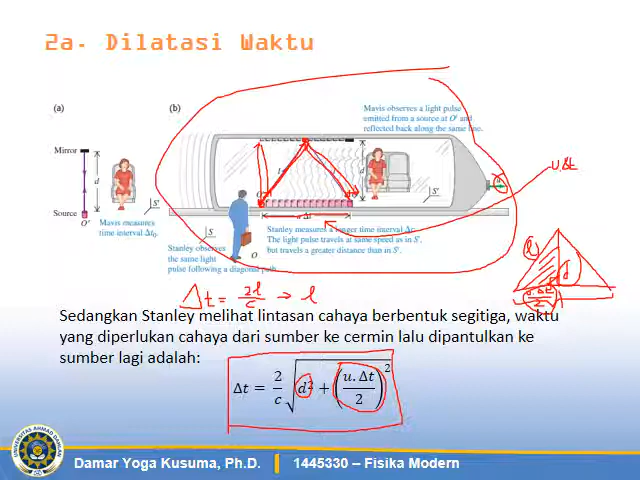 2a. Dilatasi Waktu
(a)
Mirror
d
Source
O'
S'
Mavis measures
time interval Δt₀.
(b)
Mavis observes a light pulse
emitted from a source at O' and
reflected back along the same line.
d
S'
u
u.Δt
S
Stanley observes
the same light
pulse following a diagonal path.
O
Stanley measures a longer time interval Δt:
The light pulse travels at same speed as in S',
but travels a greater distance than in S'.
l
d
u.Δt/2
Δt = 2l/c → l
Sedangkan Stanley melihat lintasan cahaya berbentuk segitiga, waktu
yang diperlukan cahaya dari sumber ke cermin lalu dipantulkan ke
sumber lagi adalah:
Δt = 2/c √(d² + (u.Δt/2)²)
UNIVERSITAS AHMAD DAHLAN
Damar Yoga Kusuma, Ph.D. | 1445330 – Fisika Modern